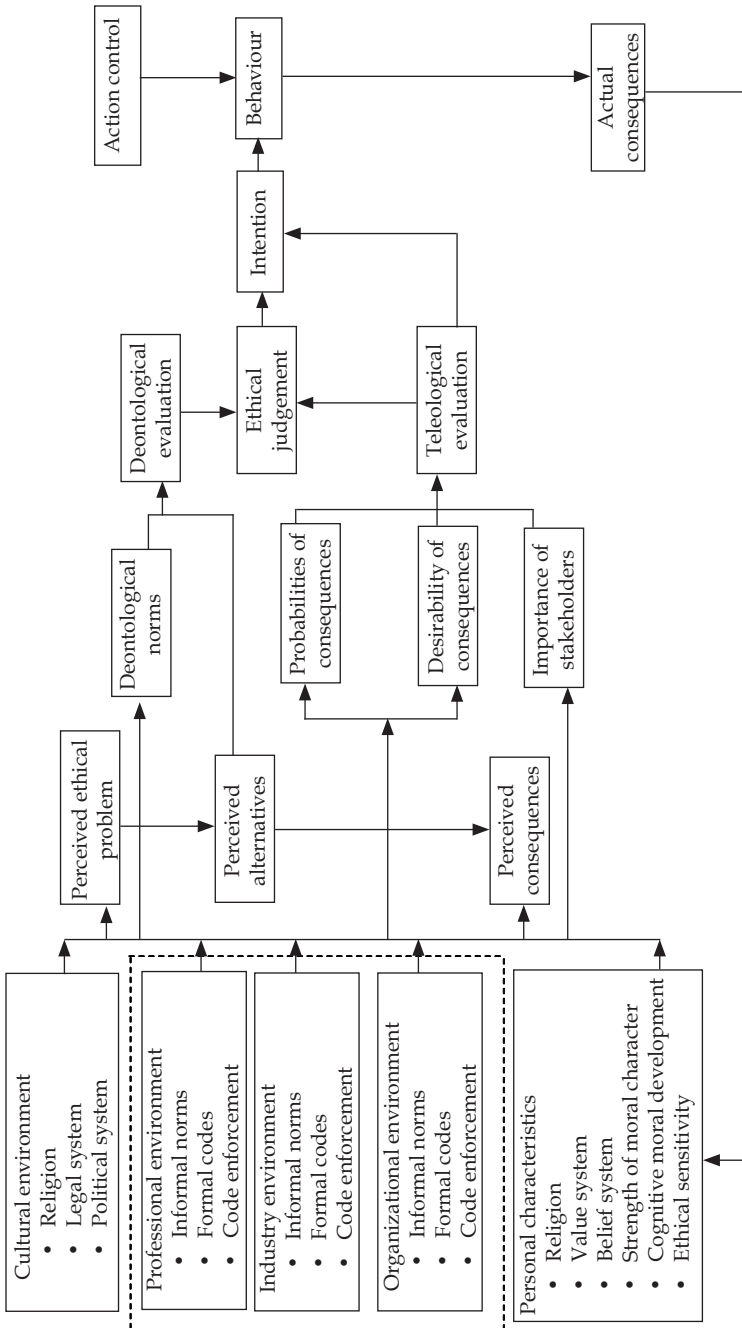 Cultural environment
• Religion
• Legal system
• Political system
Professional environment
• Informal norms
• Formal codes
• Code enforcement
Industry environment
• Informal norms
• Formal codes
• Code enforcement
Organizational environment
• Informal norms
• Formal codes
• Code enforcement
Personal characteristics
• Religion
• Value system
• Belief system
• Strength of moral character
• Cognitive moral development
• Ethical sensitivity
Perceived ethical
problem
Perceived
alternatives
Perceived
consequences
Deontological
norms
Probabilities of
consequences
Desirability of
consequences
Importance of
stakeholders
Deontological
evaluation
Ethical
judgement
Teleological
evaluation
Intention
Action control
Behaviour
Actual
consequences